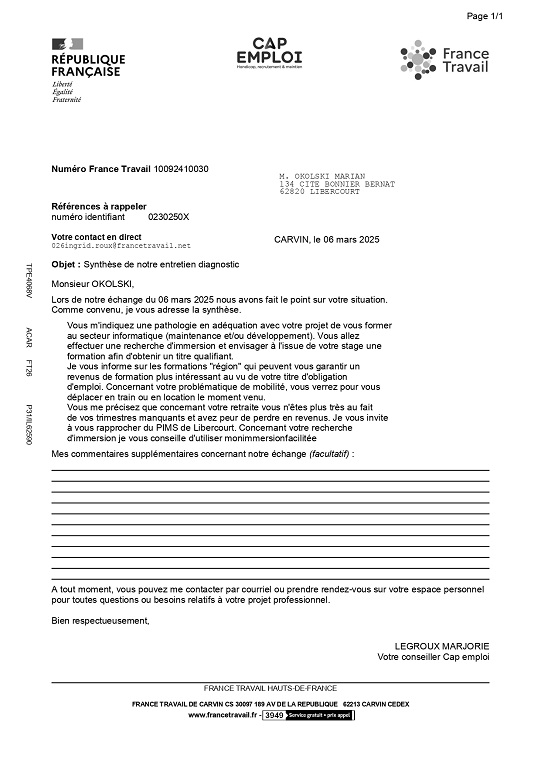 Page 1/1
RÉPUBLIQUE
FRANÇAISE
Liberté
Égalité
Fraternité
CAP
EMPLOI
Handicap, recrutement & maintien
France
Travail
Numéro France Travail 10092410030
M. OKOLSKI MARIAN
134 CITE BONNIER BERNAT
62820 LIBERCOURT
Références à rappeler
numéro identifiant 0230250X
Votre contact en direct
026ingrid.roux@francetravail.net
CARVIN, le 06 mars 2025
Objet : Synthèse de notre entretien diagnostic
Monsieur OKOLSKI,
Lors de notre échange du 06 mars 2025 nous avons fait le point sur votre situation.
Comme convenu, je vous adresse la synthèse.
Vous m'indiquez une pathologie en adéquation avec votre projet de vous former
au secteur informatique (maintenance et/ou développement). Vous allez
effectuer une recherche d'immersion et envisager à l'issue de votre stage une
formation afin d'obtenir un titre qualifiant.
Je vous informe sur les formations "région" qui peuvent vous garantir un
revenus de formation plus intéressant au vu de votre titre d'obligation
d'emploi. Concernant votre problématique de mobilité, vous verrez pour vous
déplacer en train ou en location le moment venu.
Vous me précisez que concernant votre retraite vous n'êtes plus très au fait
de vos trimestres manquants et avez peur de perdre en revenus. Je vous invite
à vous rapprocher du PIMS de Libercourt. Concernant votre recherche
d'immersion je vous conseille d'utiliser monimmersionfacilitée
Mes commentaires supplémentaires concernant notre échange (facultatif) :
A tout moment, vous pouvez me contacter par courriel ou prendre rendez-vous sur votre espace personnel
pour toutes questions ou besoins relatifs à votre projet professionnel.
Bien respectueusement,
LEGROUX MARJORIE
Votre conseiller Cap emploi
TPE4068V ACAR FT26 P31/IL62590
FRANCE TRAVAIL HAUTS-DE-FRANCE
FRANCE TRAVAIL DE CARVIN CS 30097 189 AV DE LA REPUBLIQUE 62213 CARVIN CEDEX
www.francetravail.fr - 3949 Service gratuit + prix appel